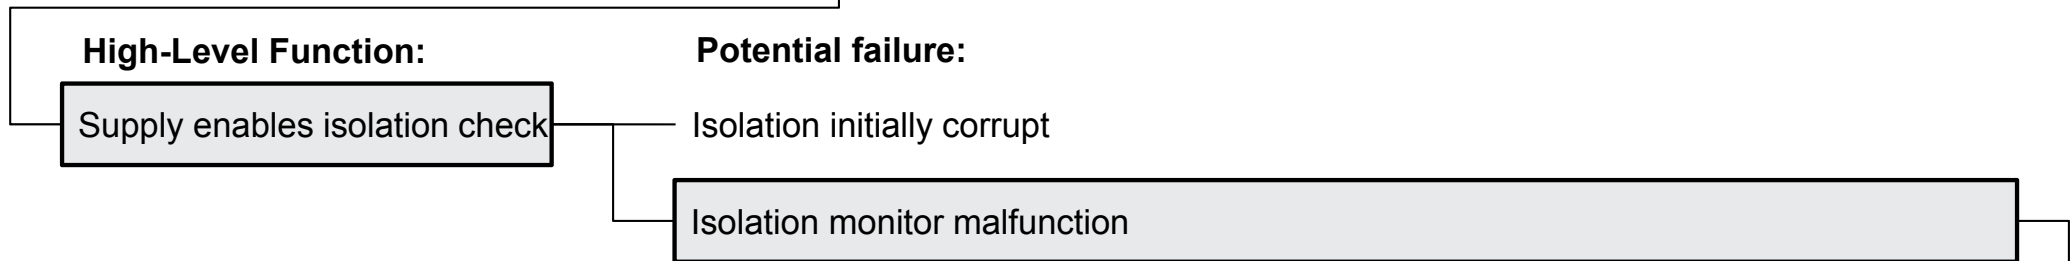 High-Level Function:
Potential failure:
Supply enables isolation check
Isolation initially corrupt
Isolation monitor malfunction